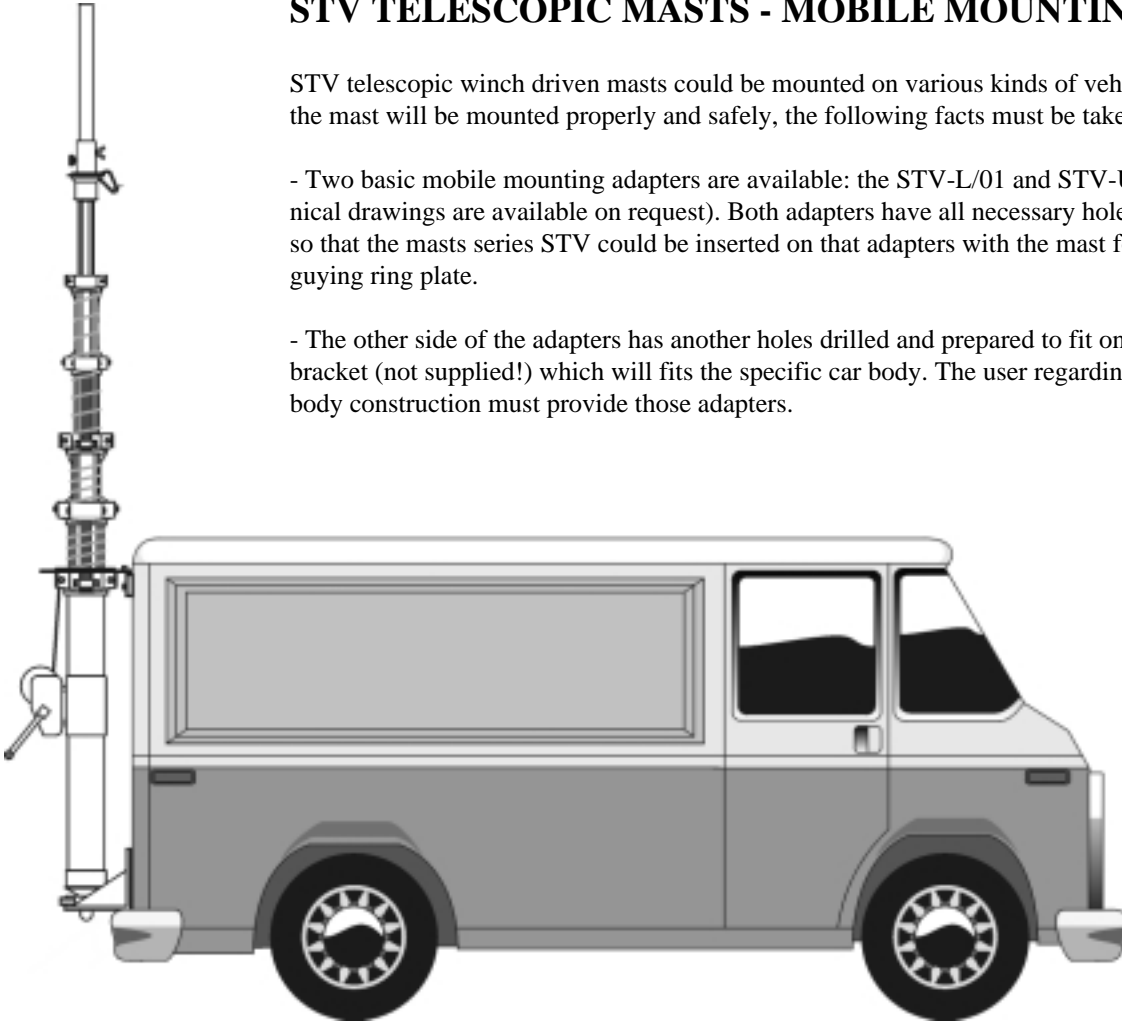 STV TELESCOPIC MASTS - MOBILE MOUNTIN
STV telescopic winch driven masts could be mounted on various kinds of veh
the mast will be mounted properly and safely, the following facts must be take
- Two basic mobile mounting adapters are available: the STV-L/01 and STV-U
nical drawings are available on request). Both adapters have all necessary hole
so that the masts series STV could be inserted on that adapters with the mast f
guying ring plate.
- The other side of the adapters has another holes drilled and prepared to fit on
bracket (not supplied!) which will fits the specific car body. The user regardin
body construction must provide those adapters.